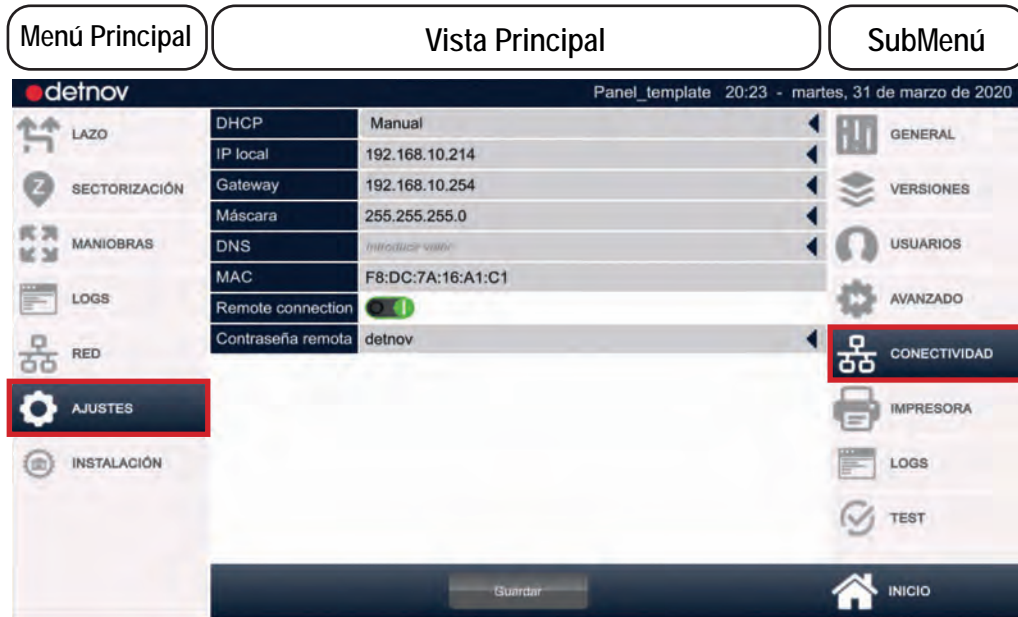 Menú Principal
Vista Principal
SubMenú
detnov
Panel_template 20:23 - martes, 31 de marzo de 2020
LAZO
SECTORIZACIÓN
MANIOBRAS
LOGS
RED
AJUSTES
INSTALACIÓN
DHCP Manual
IP local 192.168.10.214
Gateway 192.168.10.254
Máscara 255.255.255.0
DNS Introducir valor
MAC F8:DC:7A:16:A1:C1
Remote connection
Contraseña remota detnov
Guardar
GENERAL
VERSIONES
USUARIOS
AVANZADO
CONECTIVIDAD
IMPRESORA
LOGS
TEST
INICIO